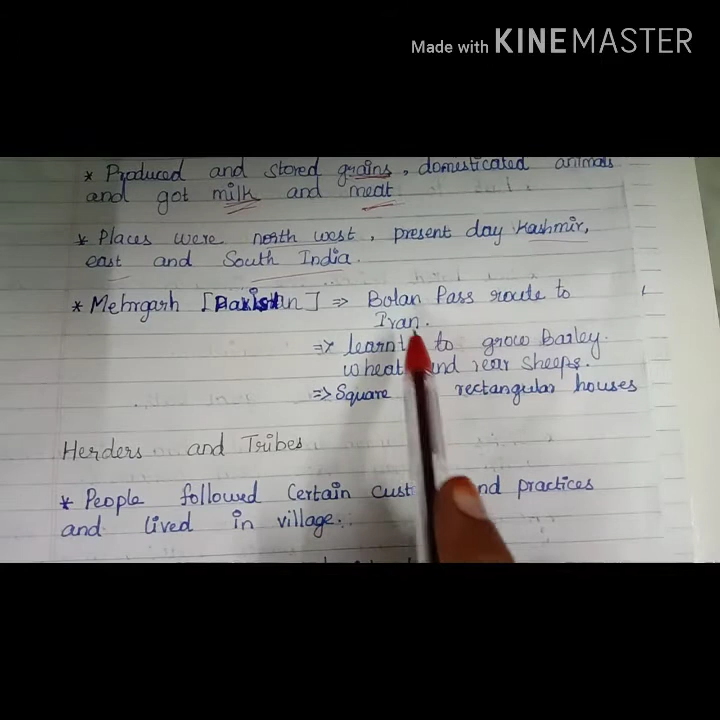 Made with KINEMASTER
* Produced and stored grains, domesticated animals
and got milk and meat
* Places were north west, present day Kashmir,
east and South India.
* Mehrgarh [Pakistan] => Bolan Pass route to
Iran.
=> learnt to grow Barley.
wheat and rear sheeps.
=> Square rectangular houses
Herders and Tribes
* People followed Certain and practices
and lived in village.